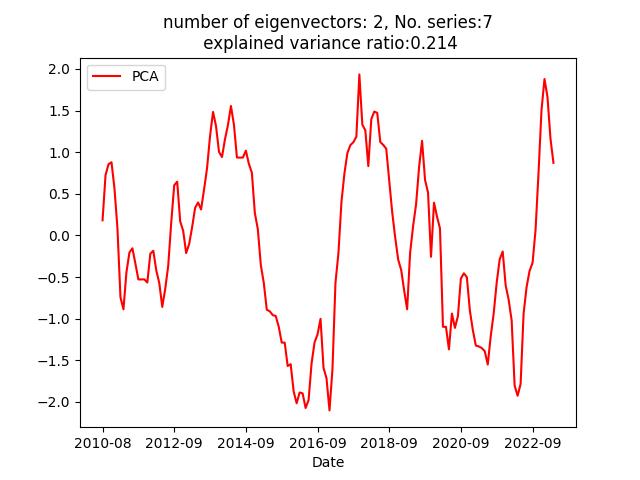 number of eigenvectors: 2, No. series:7
explained variance ratio:0.214
PCA
2.0
1.5
1.0
0.5
0.0
−0.5
−1.0
−1.5
−2.0
2010-08 2012-09 2014-09 2016-09 2018-09 2020-09 2022-09
Date